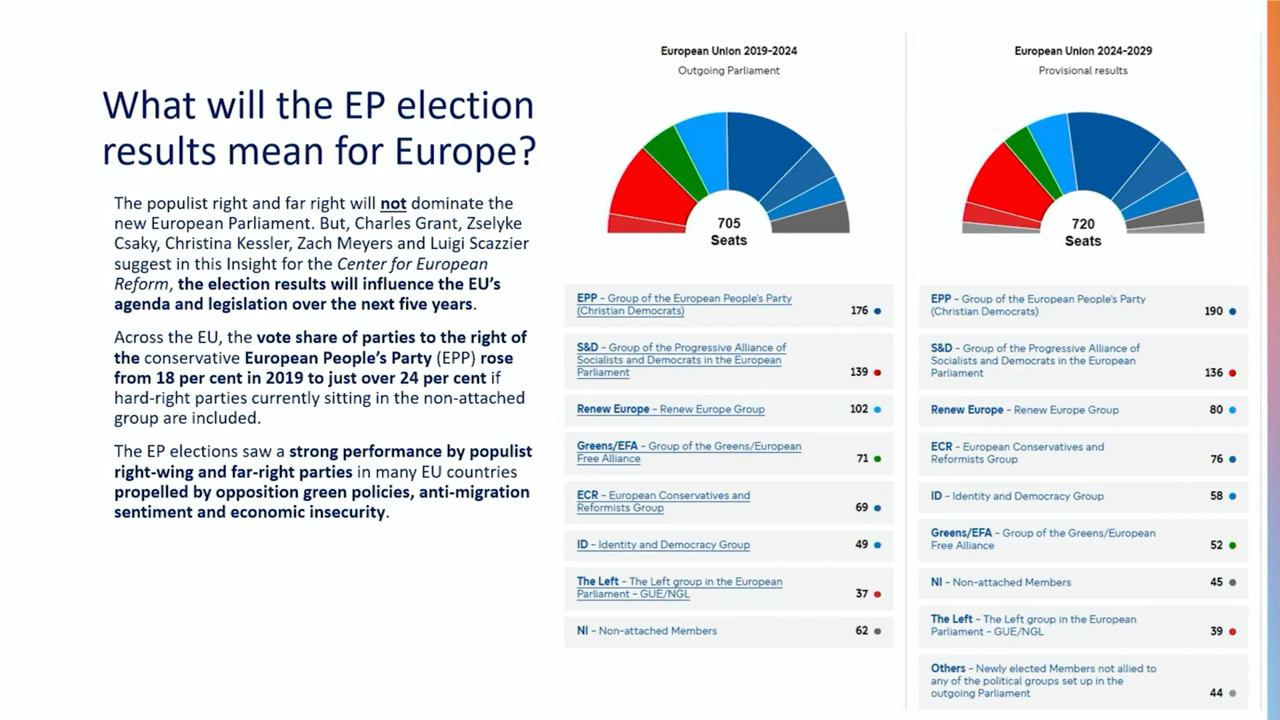 What will the EP election
results mean for Europe?
The populist right and far right will not dominate the
new European Parliament. But, Charles Grant, Zselyke
Csaky, Christina Kessler, Zach Meyers and Luigi Scazzier
suggest in this Insight for the Center for European
Reform, the election results will influence the EU's
agenda and legislation over the next five years.
Across the EU, the vote share of parties to the right of
the conservative European People's Party (EPP) rose
from 18 per cent in 2019 to just over 24 per cent if
hard-right parties currently sitting in the non-attached
group are included.
The EP elections saw a strong performance by populist
right-wing and far-right parties in many EU countries
propelled by opposition green policies, anti-migration
sentiment and economic insecurity.
European Union 2019-2024
Outgoing Parliament
705
Seats
EPP - Group of the European People's Party
(Christian Democrats) 176
S&D - Group of the Progressive Alliance of
Socialists and Democrats in the European
Parliament 139
Renew Europe - Renew Europe Group 102
Greens/EFA - Group of the Greens/European
Free Alliance 71
ECR - European Conservatives and
Reformists Group 69
ID - Identity and Democracy Group 49
The Left - The Left group in the European
Parliament - GUE/NGL 37
NI - Non-attached Members 62
European Union 2024-2029
Provisional results
720
Seats
EPP - Group of the European People's Party
(Christian Democrats) 190
S&D - Group of the Progressive Alliance of
Socialists and Democrats in the European
Parliament 136
Renew Europe - Renew Europe Group 80
ECR - European Conservatives and
Reformists Group 76
ID - Identity and Democracy Group 58
Greens/EFA - Group of the Greens/European
Free Alliance 52
NI - Non-attached Members 45
The Left - The Left group in the European
Parliament - GUE/NGL 39
Others - Newly elected Members not allied to
any of the political groups set up in the
outgoing Parliament 44